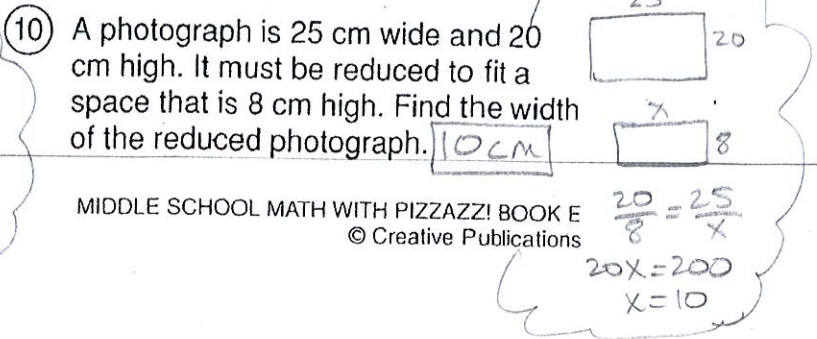 10 A photograph is 25 cm wide and 20
cm high. It must be reduced to fit a
space that is 8 cm high. Find the width
of the reduced photograph. 10cm
MIDDLE SCHOOL MATH WITH PIZZAZZ! BOOK E
© Creative Publications
25
20
x
8
20/8 = 25/x
20x=200
x=10